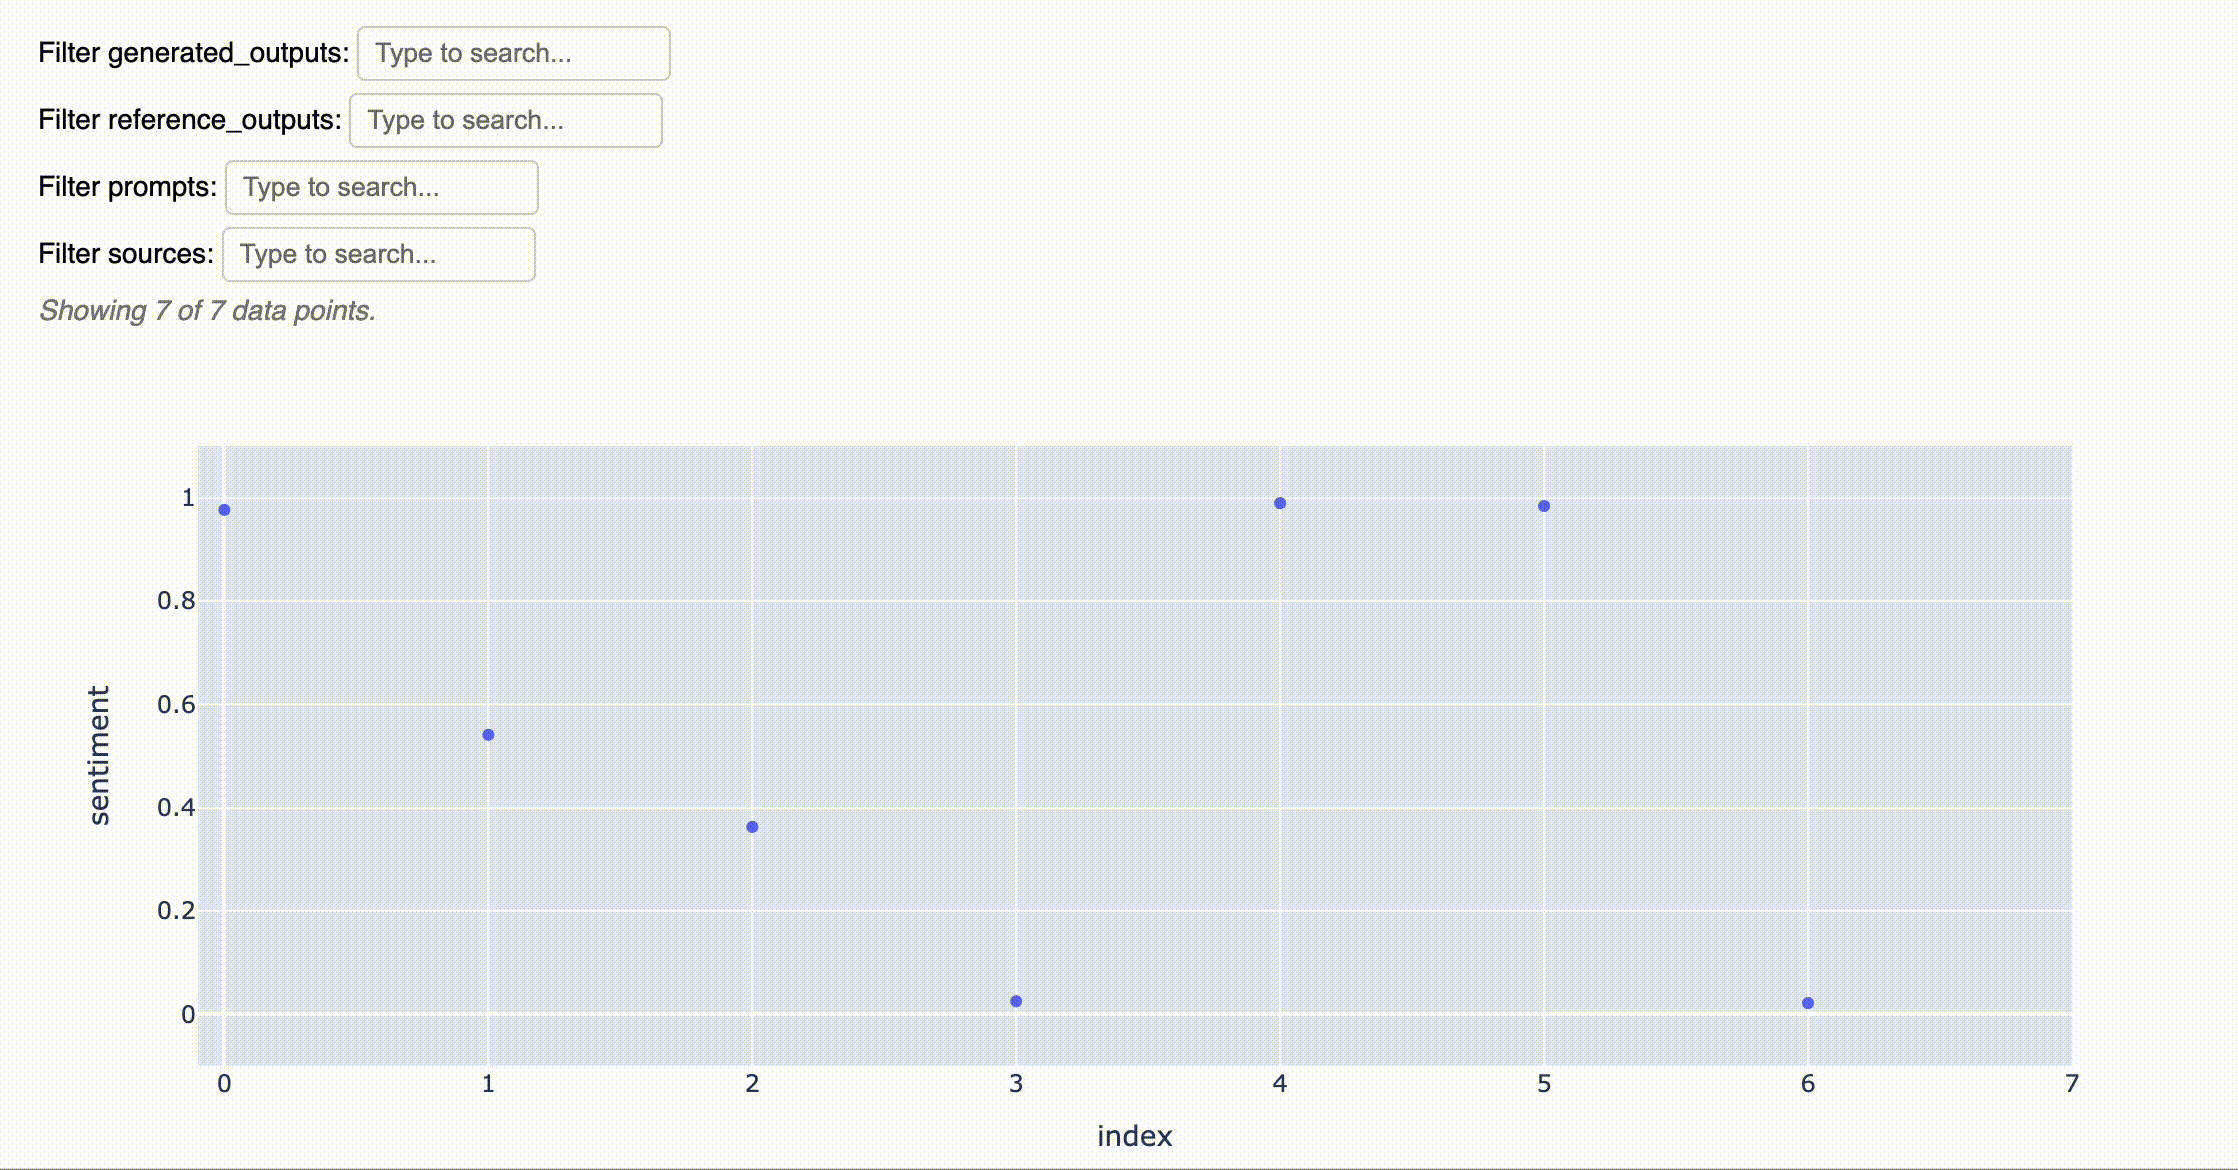 Filter generated_outputs: Type to search...
Filter reference_outputs: Type to search...
Filter prompts: Type to search...
Filter sources: Type to search...
Showing 7 of 7 data points.
1
0.8
0.6
0.4
0.2
0
sentiment
0 1 2 3 4 5 6 7
index